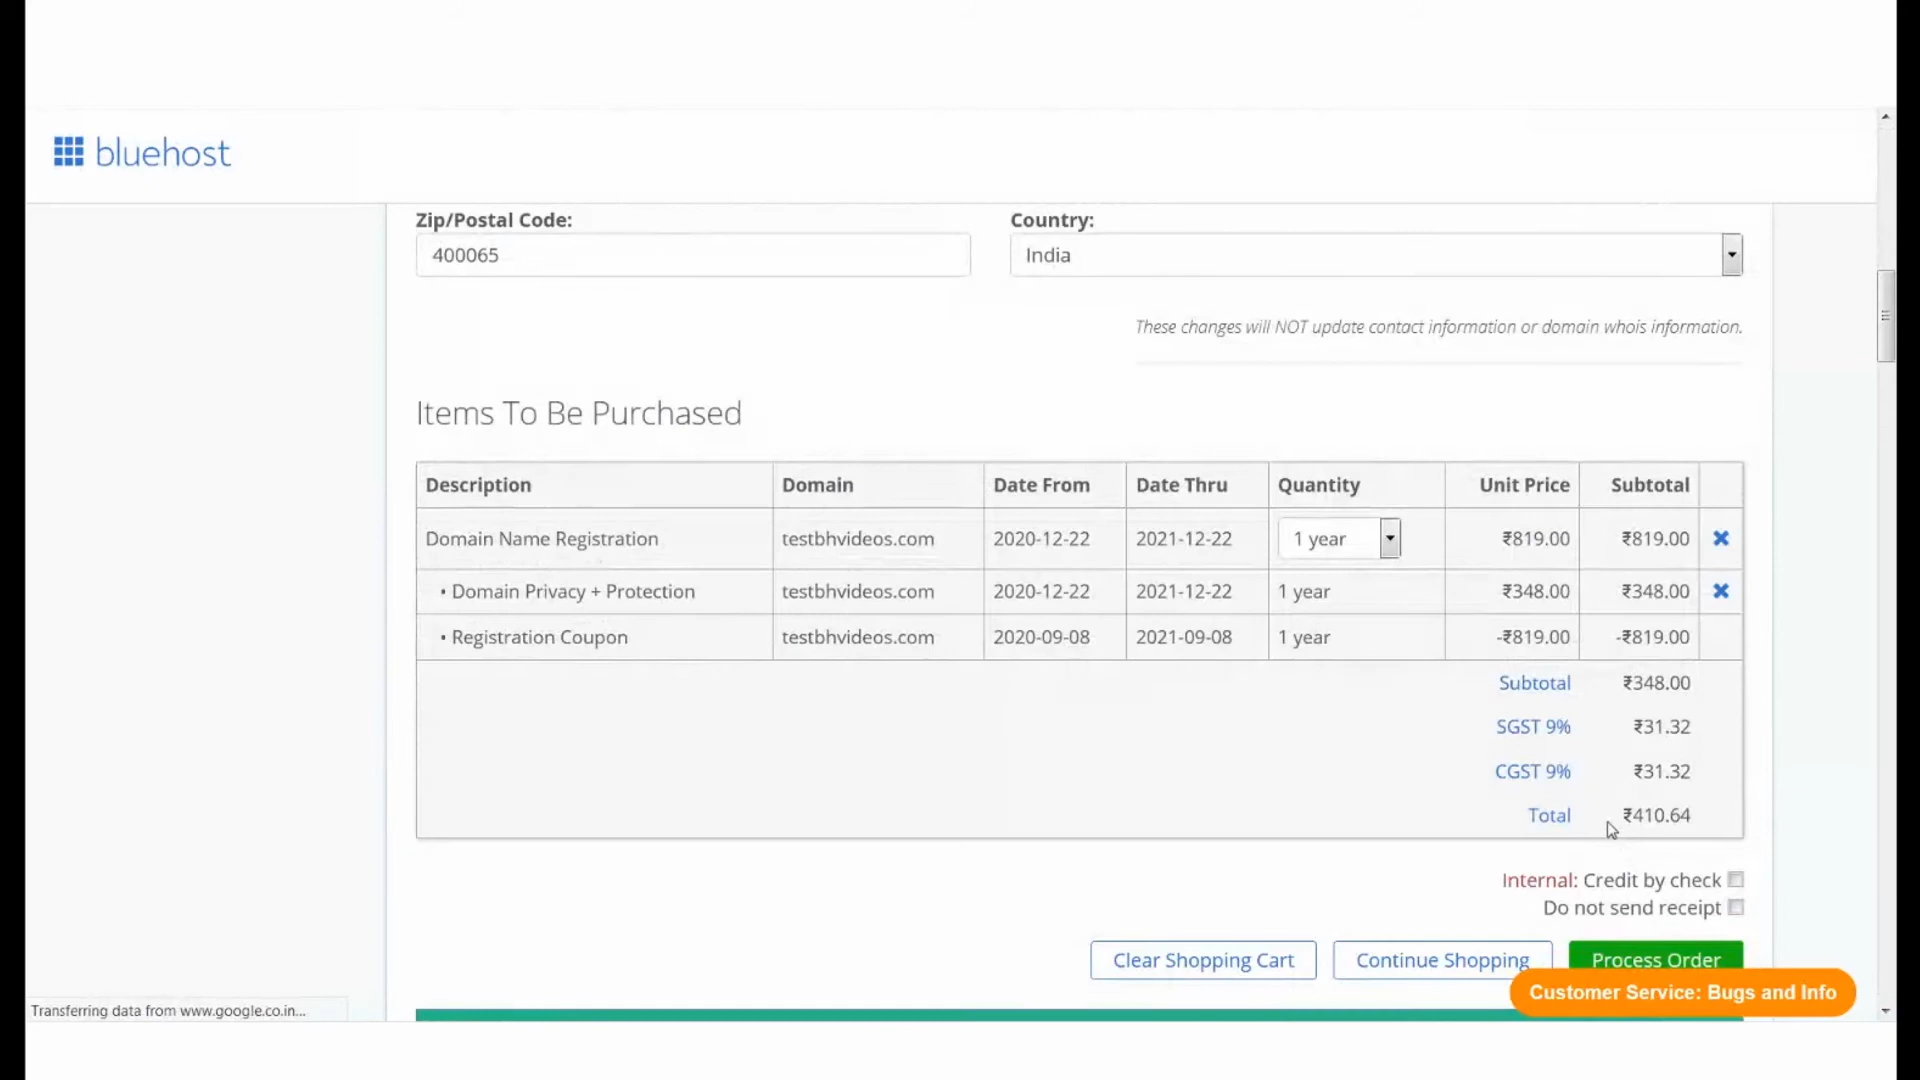 bluehost
Zip/Postal Code: Country:
400065 India
These changes will NOT update contact information or domain whois information.
Items To Be Purchased
Description Domain Date From Date Thru Quantity Unit Price Subtotal
Domain Name Registration testbhvideos.com 2020-12-22 2021-12-22 1 year ₹819.00 ₹819.00
• Domain Privacy + Protection testbhvideos.com 2020-12-22 2021-12-22 1 year ₹348.00 ₹348.00
• Registration Coupon testbhvideos.com 2020-09-08 2021-09-08 1 year -₹819.00 -₹819.00
Subtotal ₹348.00
SGST 9% ₹31.32
CGST 9% ₹31.32
Total ₹410.64
Internal: Credit by check
Do not send receipt
Clear Shopping Cart Continue Shopping Process Order
Customer Service: Bugs and Info
Transferring data from www.google.co.in...